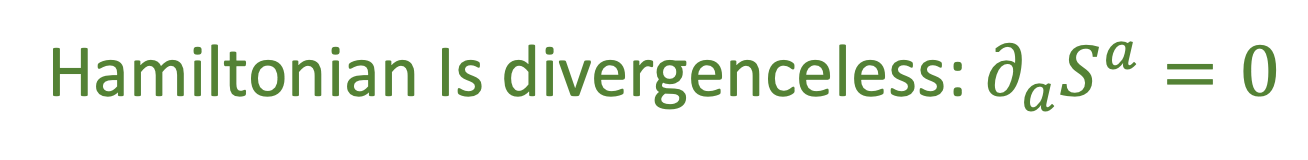 Hamiltonian Is divergenceless: ∂ₐSᵃ = 0